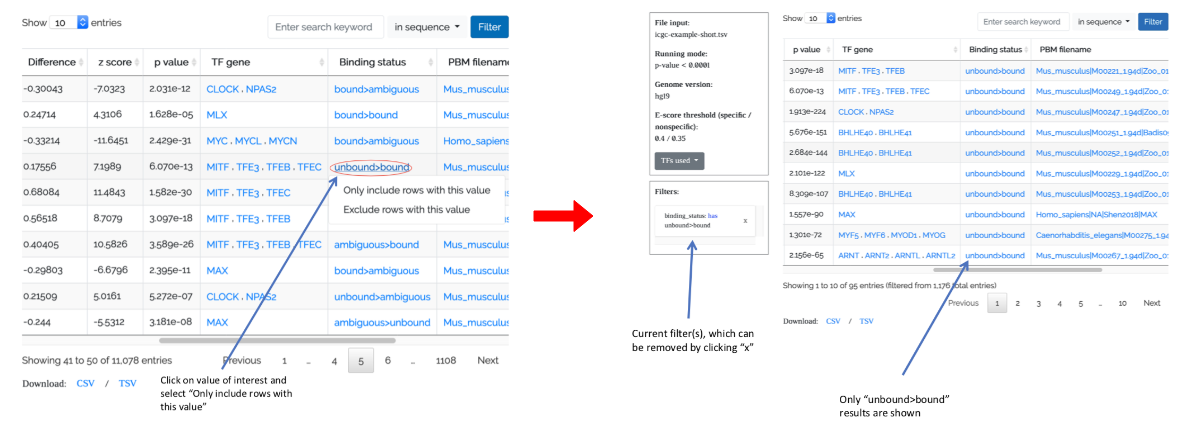 Show 10 entries
Enter search keyword in sequence Filter
Difference z score p value TF gene Binding status PBM filenam
-0.30043 -7.0323 2.031e-12 CLOCK , NPAS2 bound>ambiguous Mus_musculus
0.24714 4.3106 1.628e-05 MLX bound>bound Mus_musculus
-0.33214 -11.6451 2.429e-31 MYC , MYCL , MYCN bound>ambiguous Homo_sapiens
0.17556 7.1989 6.070e-13 MITF , TFE3 , TFEB , TFEC unbound>bound Mus_musculus
0.68084 11.4843 1.582e-30 MITF , TFE3 , TFEC
Only include rows with this value
Exclude rows with this value
0.56518 8.7079 3.097e-18 MITF , TFE3 , TFEB
0.40405 10.5826 3.589e-26 MITF , TFE3 , TFEB , TFEC ambiguous>bound Mus_musculus
-0.29803 -6.6796 2.395e-11 MAX bound>ambiguous Mus_musculus
0.21509 5.0161 5.272e-07 CLOCK , NPAS2 unbound>ambiguous Mus_musculus
-0.244 -5.5312 3.181e-08 MAX ambiguous>unbound Mus_musculus
Showing 41 to 50 of 11,078 entries Previous 1 … 4 5 6 … 1108 Next
Download: CSV / TSV
Click on value of interest and
select “Only include rows with
this value”
File input:
icgc-example-short.tsv
Running mode:
p-value < 0.0001
Genome version:
hg19
E-score threshold (specific /
nonspecific):
0.4 / 0.35
TFs used
Filters:
binding_status: has
unbound>bound
x
Current filter(s), which can
be removed by clicking “x”
Show 10 entries
Enter search keyword in sequence Filter
p value TF gene Binding status PBM filename
3.097e-18 MITF , TFE3 , TFEB unbound>bound Mus_musculus|M00221_1.94d|Zoo_01
6.070e-13 MITF , TFE3 , TFEB , TFEC unbound>bound Mus_musculus|M00249_1.94d|Zoo_01
1.913e-224 CLOCK , NPAS2 unbound>bound Mus_musculus|M00247_1.94d|Zoo_01
5.676e-151 BHLHE40 , BHLHE41 unbound>bound Mus_musculus|M00251_1.94d|Badis
2.684e-144 BHLHE40 , BHLHE41 unbound>bound Mus_musculus|M00252_1.94d|Zoo_01
2.101e-122 MLX unbound>bound Mus_musculus|M00229_1.94d|Zoo_01
8.309e-107 BHLHE40 , BHLHE41 unbound>bound Mus_musculus|M00253_1.94d|Zoo_01
1.557e-90 MAX unbound>bound Homo_sapiens|NA|Shen2018|MAX
1.301e-72 MYF5 , MYF6 , MYOD1 , MYOG unbound>bound Caenorhabditis_elegans|M00275_1.94
2.156e-65 ARNT , ARNT2 , ARNTL , ARNTL2 unbound>bound Mus_musculus|M00267_1.94d|Zoo_01
Showing 1 to 10 of 95 entries (filtered from 1,176 total entries)
Previous 1 2 3 4 5 … 10 Next
Download: CSV / TSV
Only “unbound>bound”
results are shown